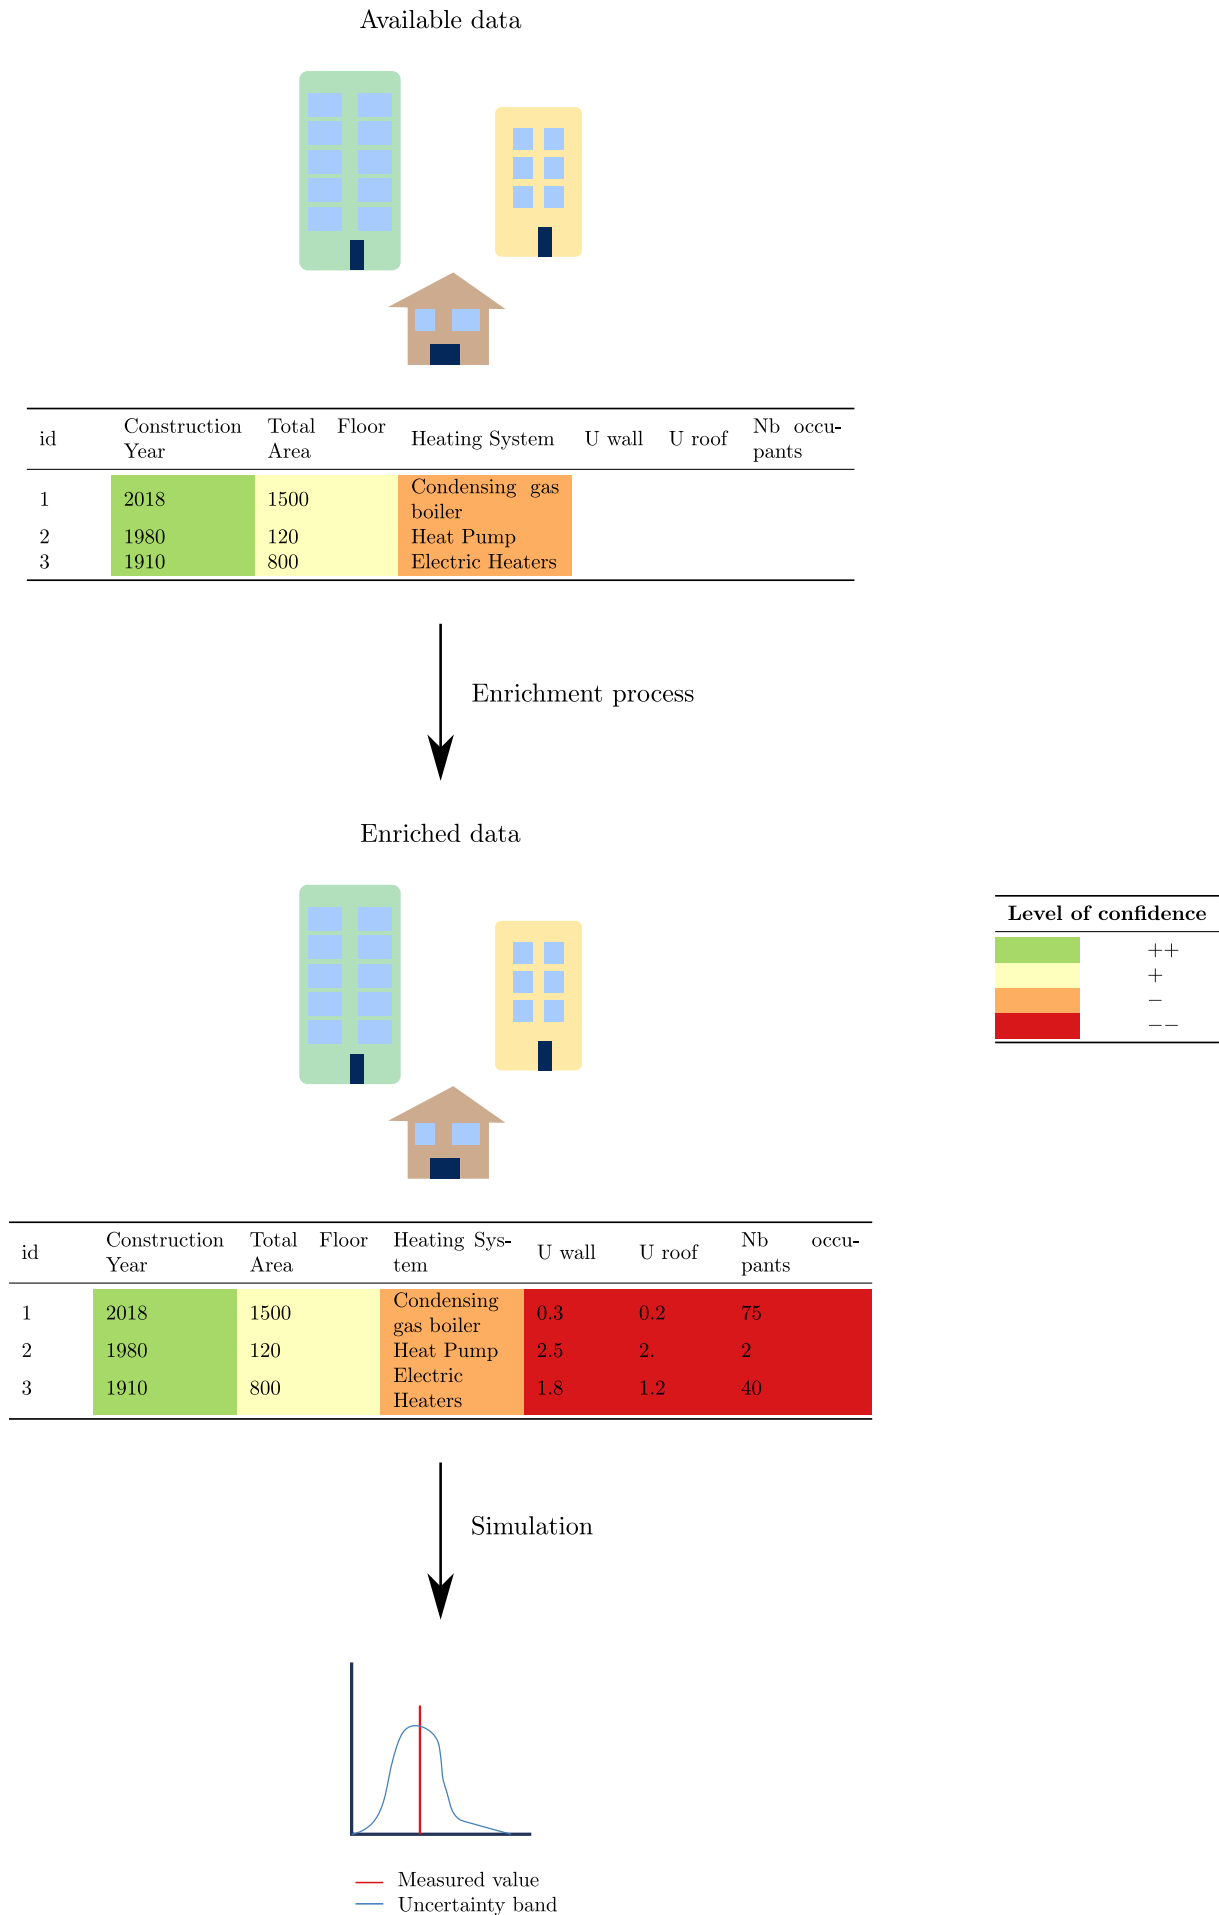 Available data
id Construction Year Total Floor Area Heating System U wall U roof Nb occu-pants
1 2018 1500 Condensing gas boiler
2 1980 120 Heat Pump
3 1910 800 Electric Heaters
Enrichment process
Enriched data
Level of confidence
++
+
−
−−
id Construction Year Total Floor Area Heating Sys-tem U wall U roof Nb occu-pants
1 2018 1500 Condensing gas boiler 0.3 0.2 75
2 1980 120 Heat Pump 2.5 2. 2
3 1910 800 Electric Heaters 1.8 1.2 40
Simulation
Measured value
Uncertainty band